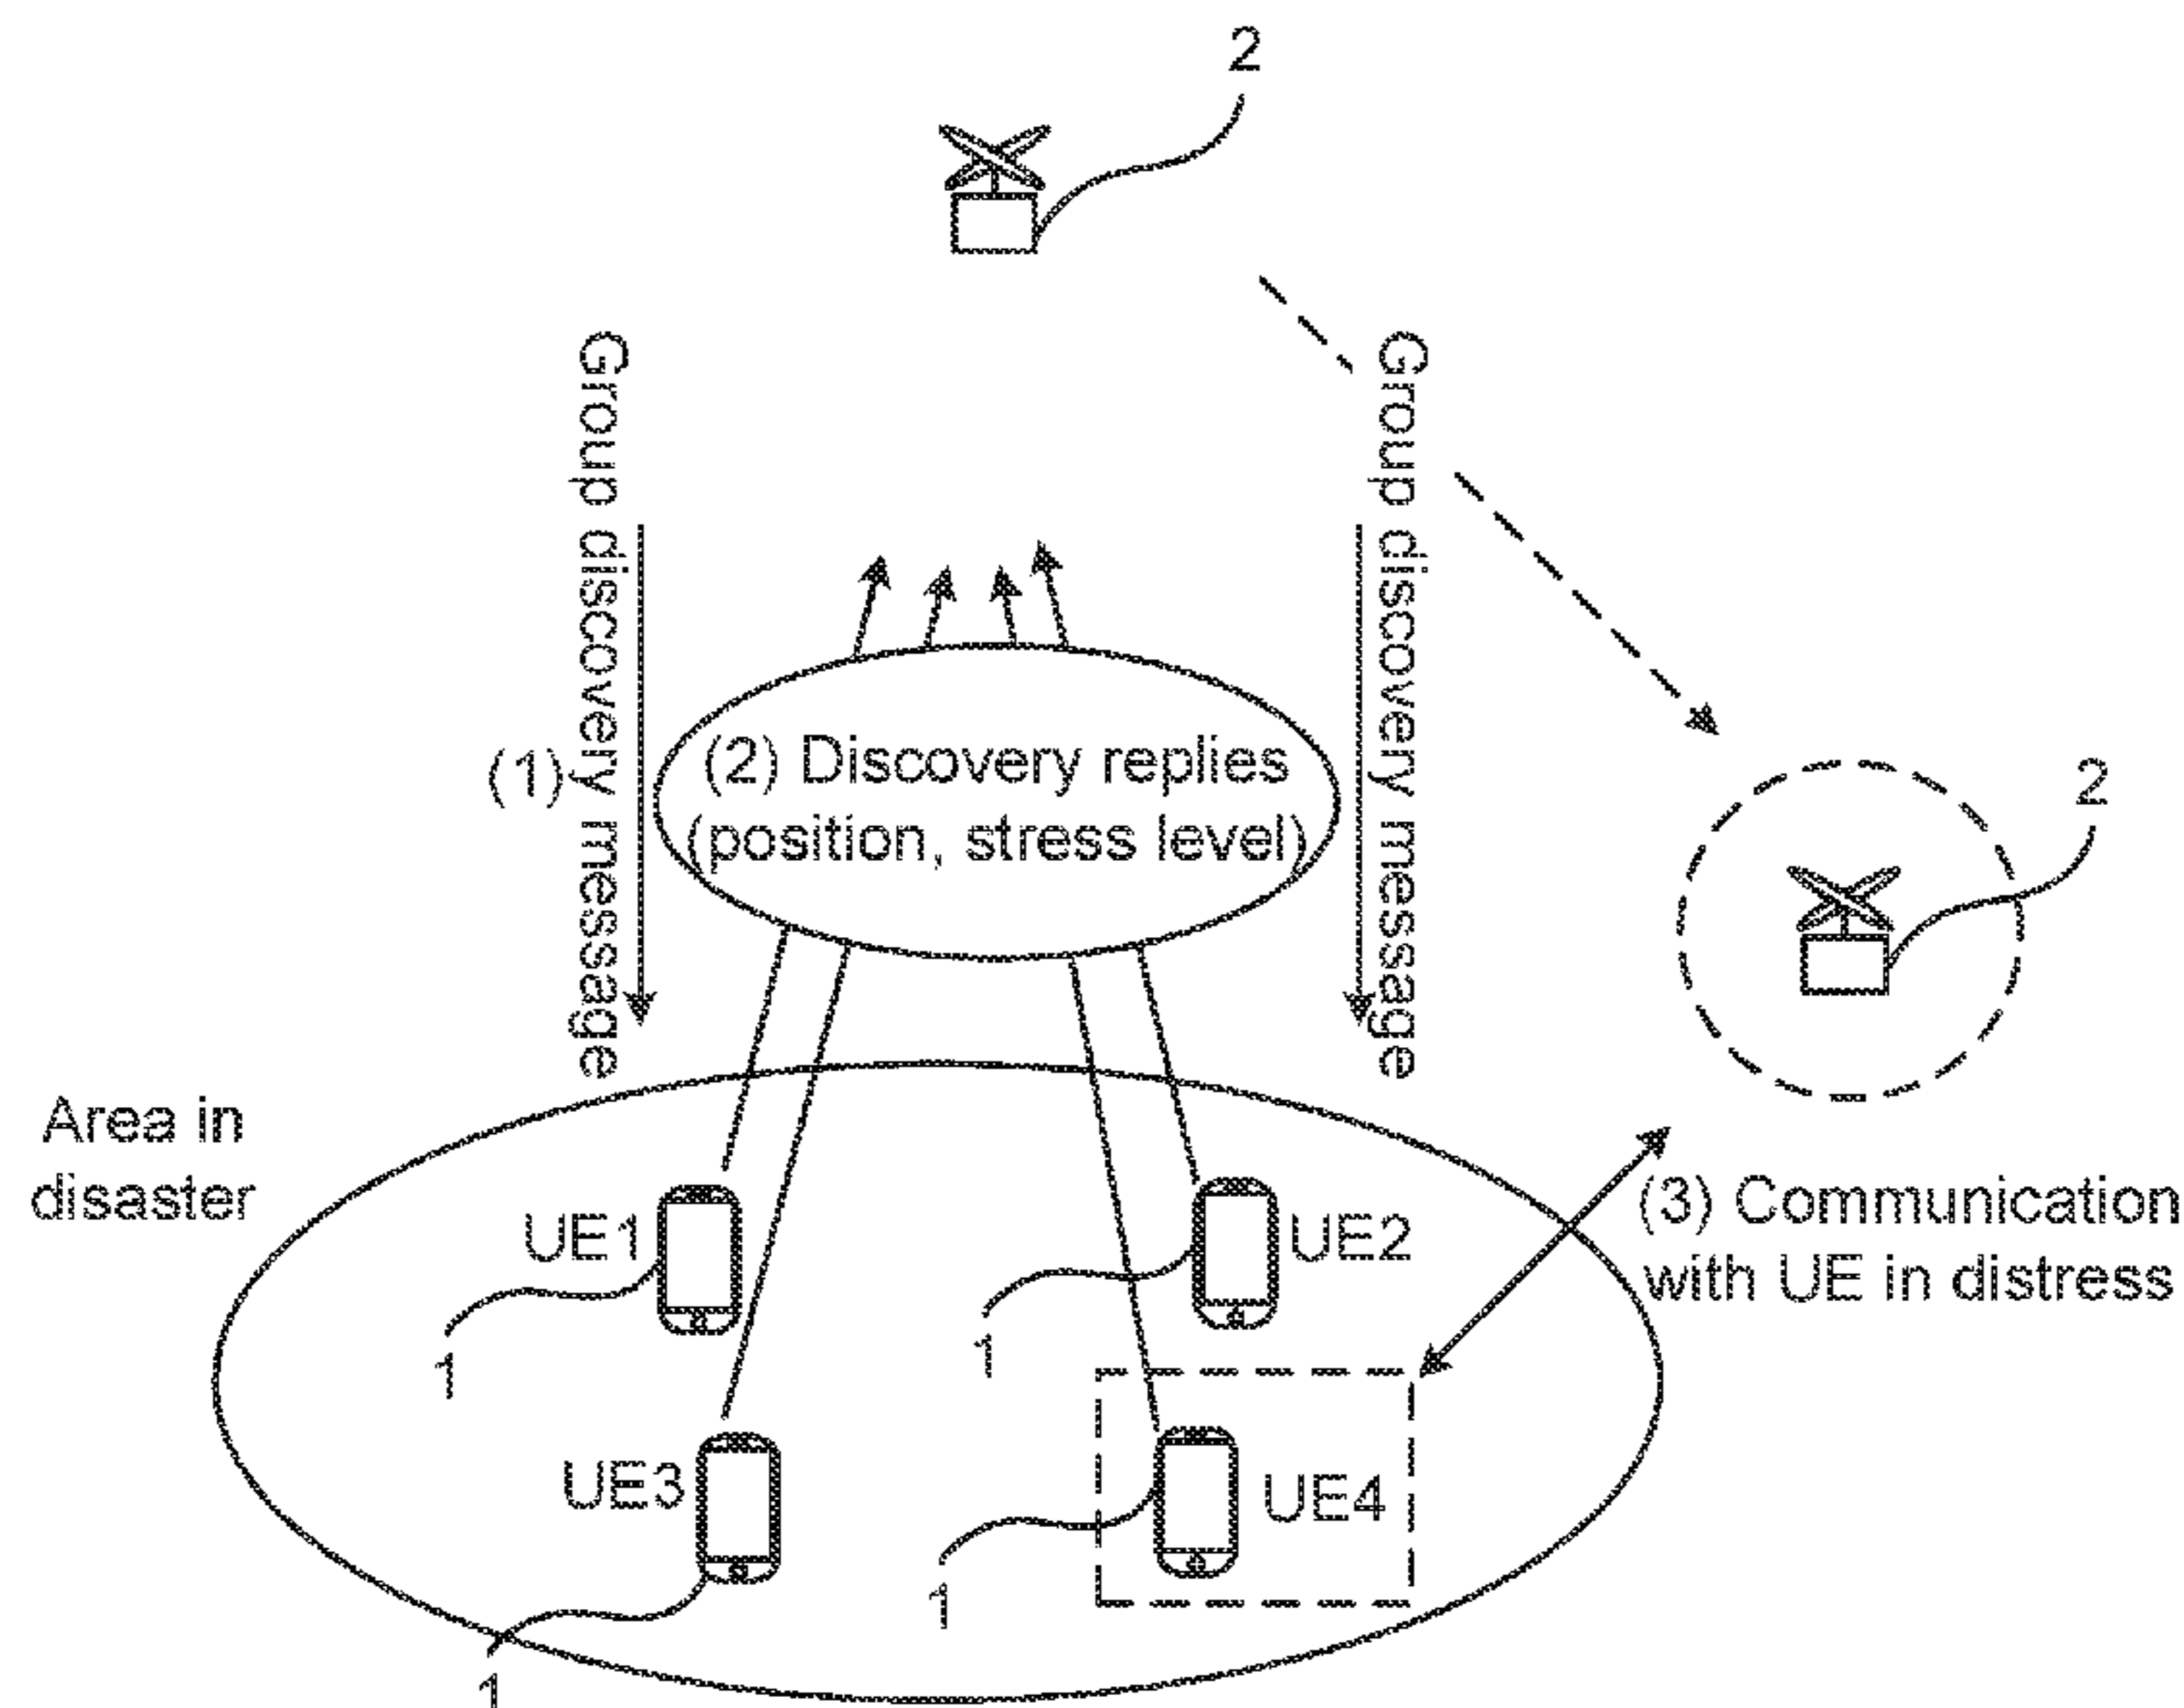 2
Group discovery message
Group discovery message
(1)
(2) Discovery replies
(position, stress level)
2
Area in
disaster
(3) Communication
with UE in distress
UE1
UE2
1
1
UE3
UE4
1
1